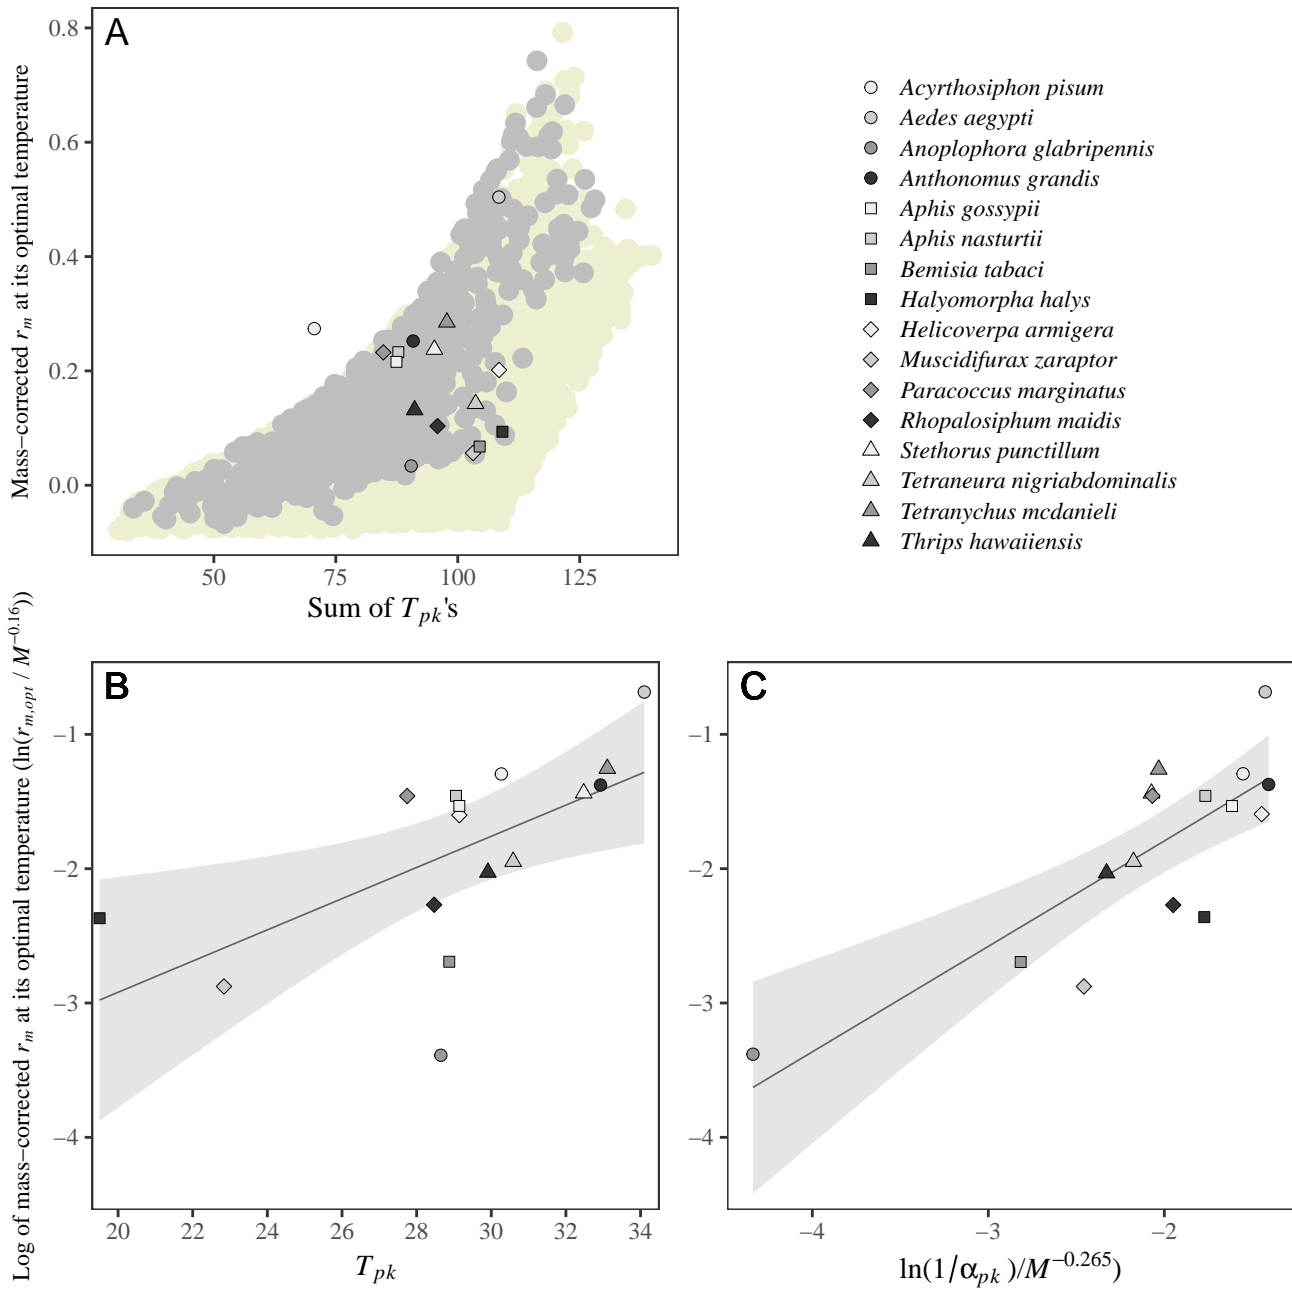 A
Mass−corrected r_m at its optimal temperature
0.8
0.6
0.4
0.2
0.0
50
75
100
125
Sum of T_pk's
Acyrthosiphon pisum
Aedes aegypti
Anoplophora glabripennis
Anthonomus grandis
Aphis gossypii
Aphis nasturtii
Bemisia tabaci
Halyomorpha halys
Helicoverpa armigera
Muscidifurax zaraptor
Paracoccus marginatus
Rhopalosiphum maidis
Stethorus punctillum
Tetraneura nigriabdominalis
Tetranychus mcdanieli
Thrips hawaiiensis
Log of mass−corrected r_m at its optimal temperature (ln(r_m,opt / M^−0.16))
B
−1
−2
−3
−4
20
22
24
26
28
30
32
34
T_pk
C
−1
−2
−3
−4
−4
−3
−2
ln(1/α_pk)/M^−0.265)